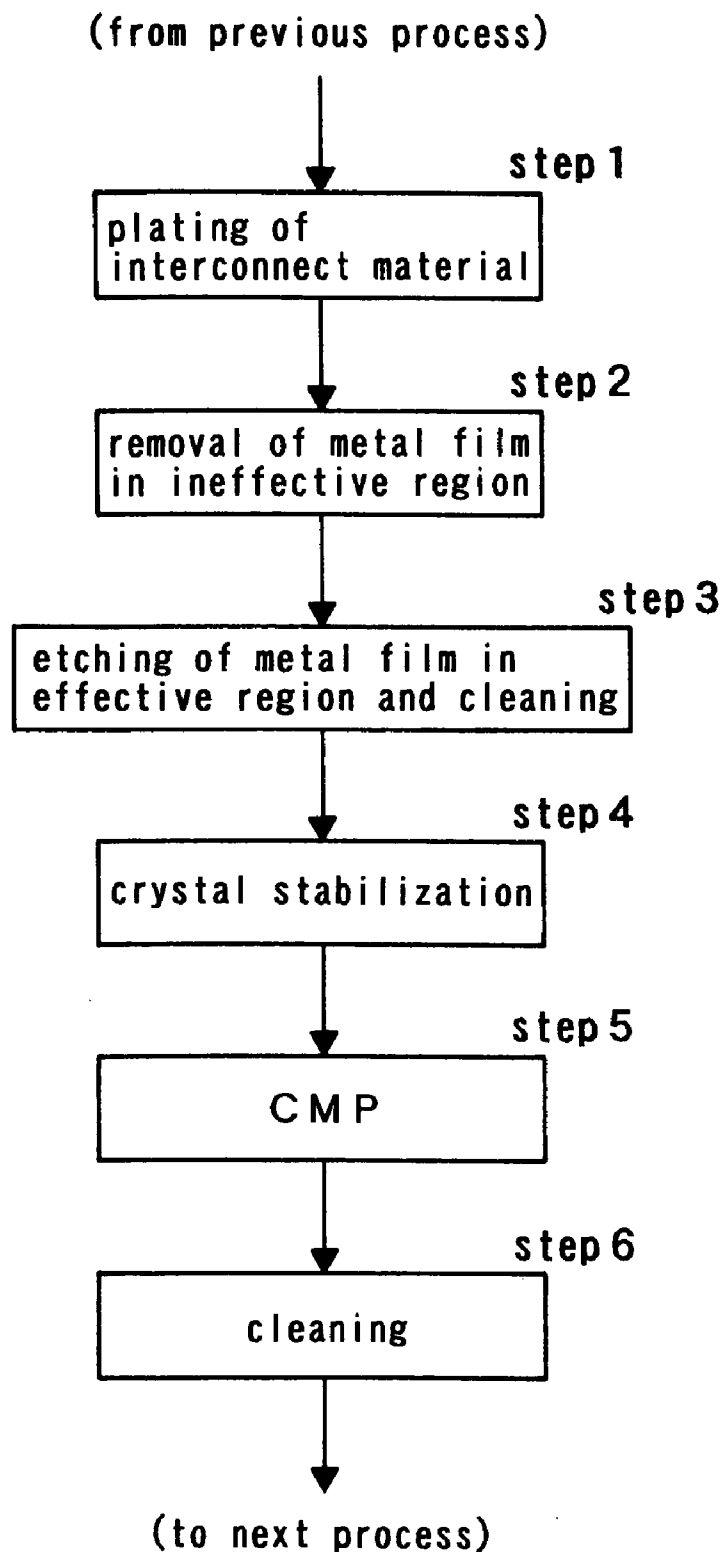 (from previous process)
step 1
plating of
interconnect material
step 2
removal of metal film
in ineffective region
step 3
etching of metal film in
effective region and cleaning
step 4
crystal stabilization
step 5
CMP
step 6
cleaning
(to next process)